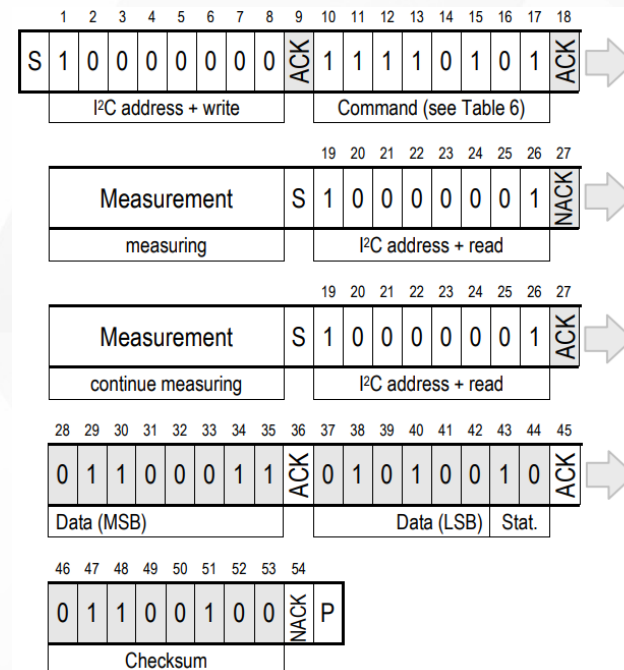 1 2 3 4 5 6 7 8 9 10 11 12 13 14 15 16 17 18
S 1 0 0 0 0 0 0 0 ACK 1 1 1 1 0 1 0 1 ACK
I²C address + write Command (see Table 6)
19 20 21 22 23 24 25 26 27
Measurement S 1 0 0 0 0 0 0 1 NACK
measuring I²C address + read
19 20 21 22 23 24 25 26 27
Measurement S 1 0 0 0 0 0 0 1 ACK
continue measuring I²C address + read
28 29 30 31 32 33 34 35 36 37 38 39 40 41 42 43 44 45
0 1 1 0 0 0 1 1 ACK 0 1 0 1 0 0 1 0 ACK
Data (MSB) Data (LSB) Stat.
46 47 48 49 50 51 52 53 54
0 1 1 0 0 1 0 0 NACK P
Checksum